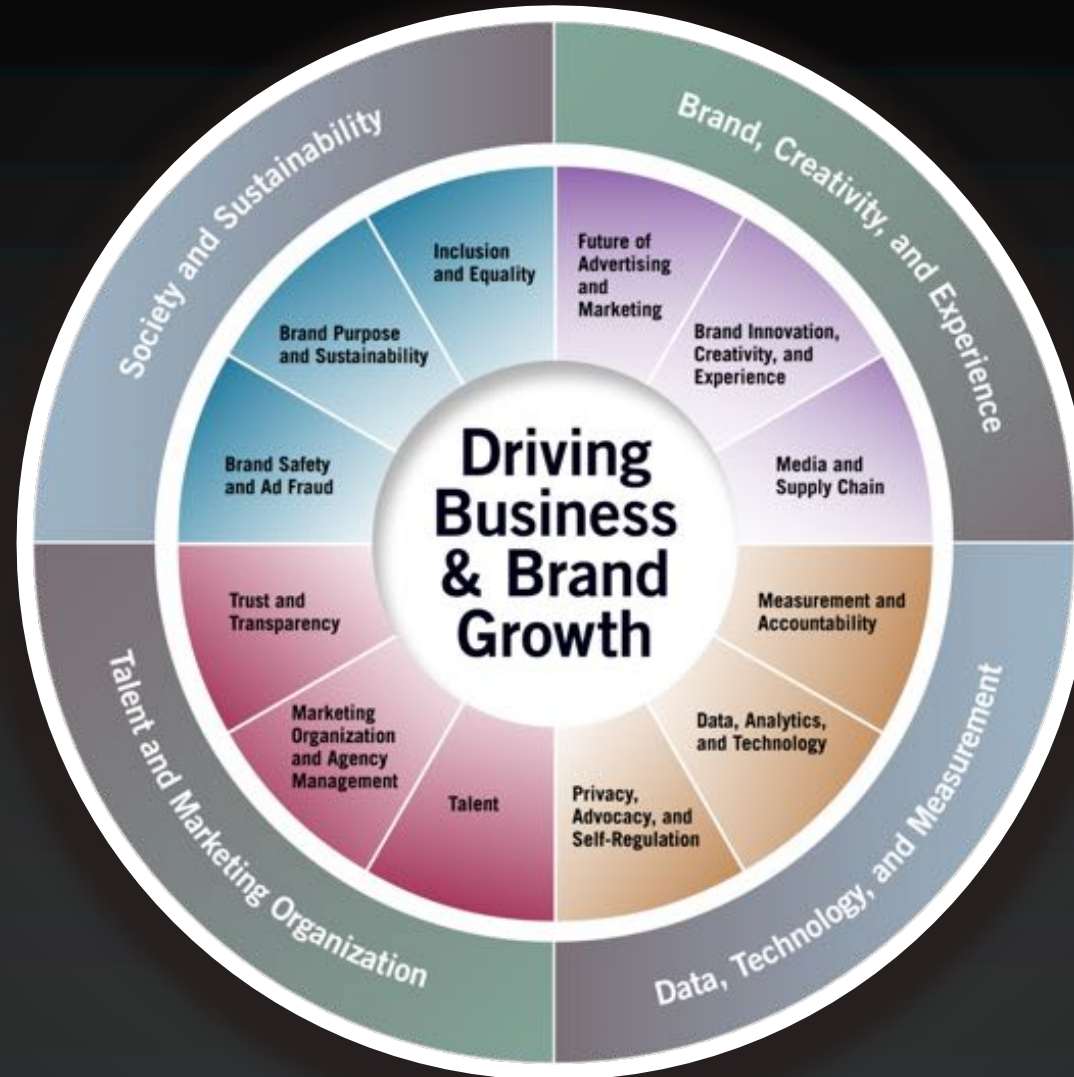 Society and Sustainability
Brand, Creativity, and Experience
Inclusion
and Equality
Future of
Advertising
and
Marketing
Brand Purpose
and Sustainability
Brand Innovation,
Creativity, and
Experience
Brand Safety
and Ad Fraud
Media and
Supply Chain
Driving
Business
& Brand
Growth
Trust and
Transparency
Measurement and
Accountability
Marketing
Organization
and Agency
Management
Data, Analytics,
and Technology
Talent
Privacy,
Advocacy, and
Self-Regulation
Talent and Marketing Organization
Data, Technology, and Measurement